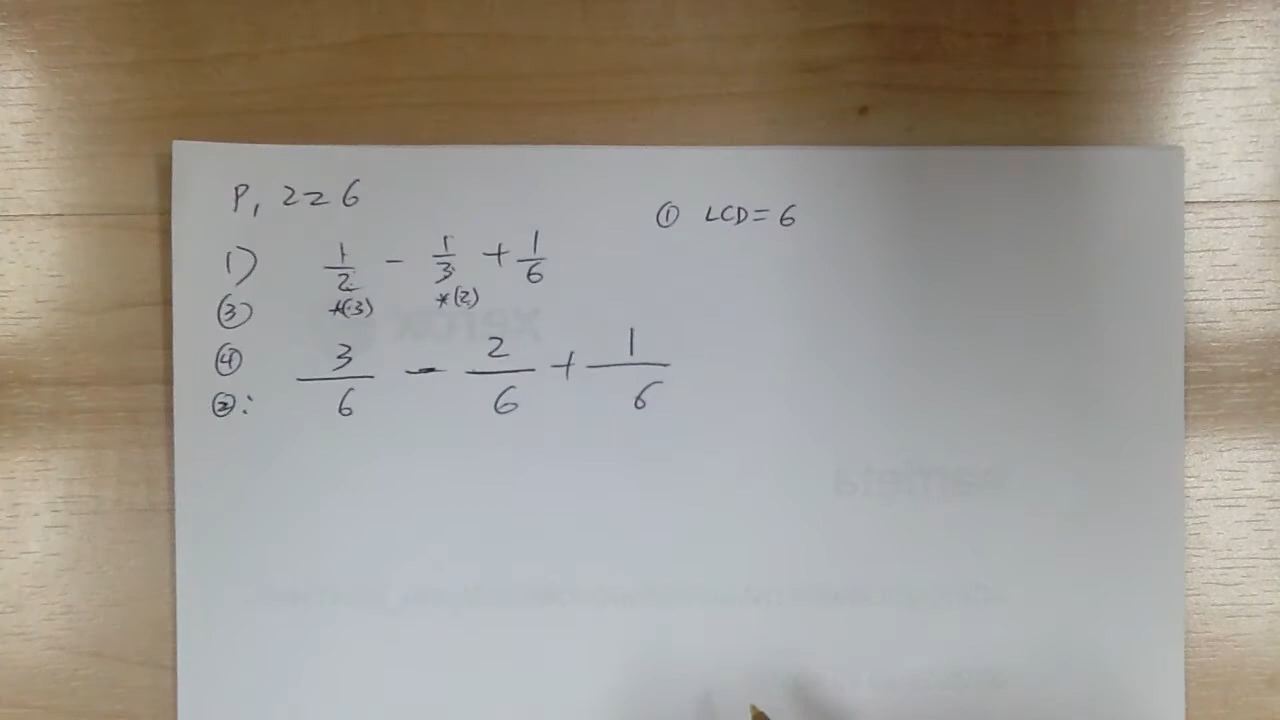 P, 226
① LCD = 6
1) 1/2 - 1/3 + 1/6
③ *(3) *(2)
④ 3 - 2 + 1
②: 6 6 6
xerox